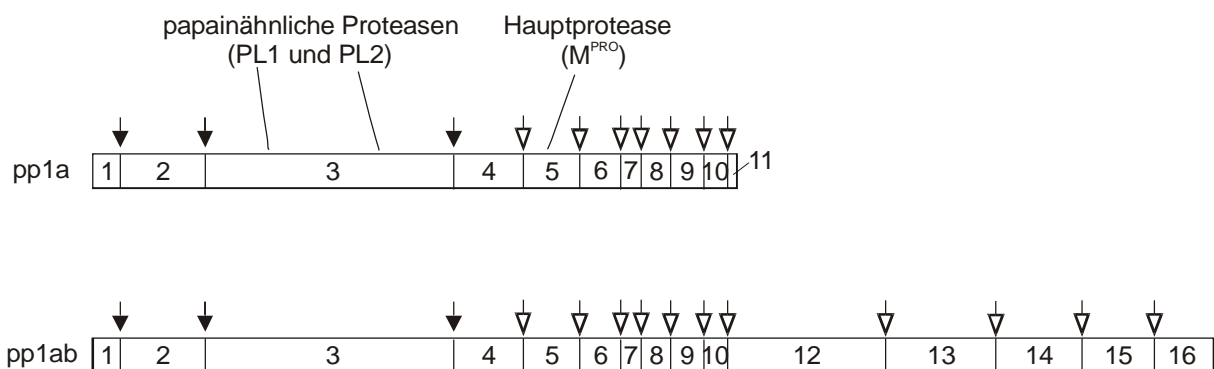 papainähnliche Proteasen
(PL1 und PL2)
Hauptprotease
(M^PRO)
pp1a 1 2 3 4 5 6 7 8 9 10 11
pp1ab 1 2 3 4 5 6 7 8 9 10 12 13 14 15 16